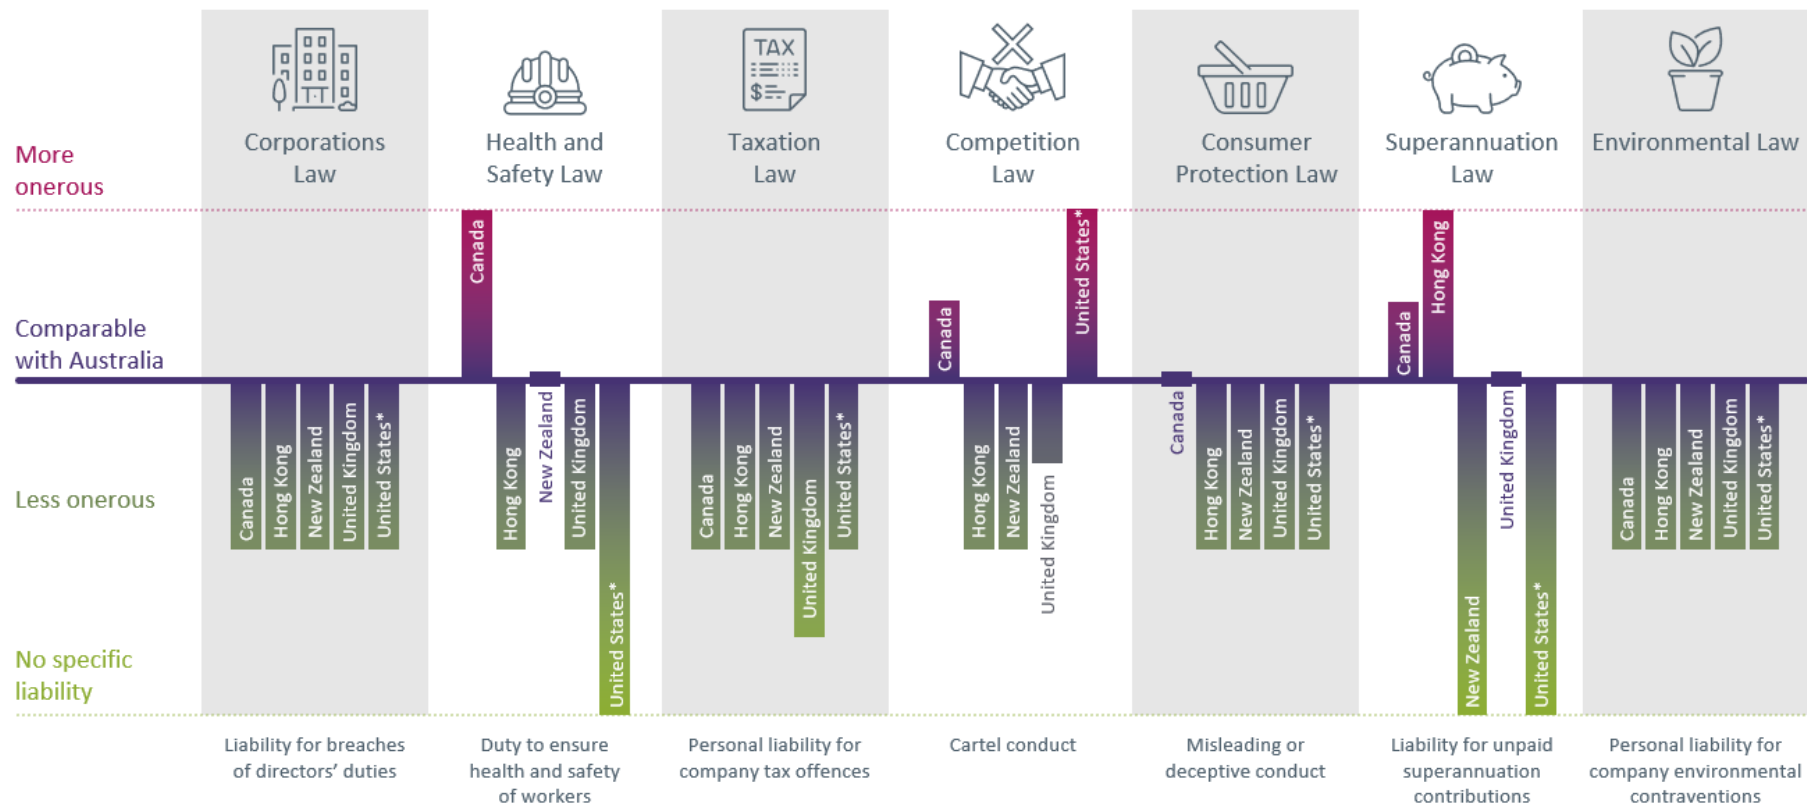 TAX
$
Corporations
Law
Health and
Safety Law
Taxation
Law
Competition
Law
Consumer
Protection Law
Superannuation
Law
Environmental Law
More
onerous
Comparable
with Australia
Less onerous
No specific
liability
Canada
Hong Kong
New Zealand
United Kingdom
United States*
Canada
Hong Kong
New Zealand
United Kingdom
United States*
Canada
Hong Kong
New Zealand
United Kingdom
United States*
Canada
Hong Kong
New Zealand
United Kingdom
United States*
Canada
Hong Kong
New Zealand
United Kingdom
United States*
Canada
Hong Kong
New Zealand
United Kingdom
United States*
Canada
Hong Kong
New Zealand
United Kingdom
United States*
Liability for breaches
of directors’ duties
Duty to ensure
health and safety
of workers
Personal liability for
company tax offences
Cartel conduct
Misleading or
deceptive conduct
Liability for unpaid
superannuation
contributions
Personal liability for
company environmental
contraventions